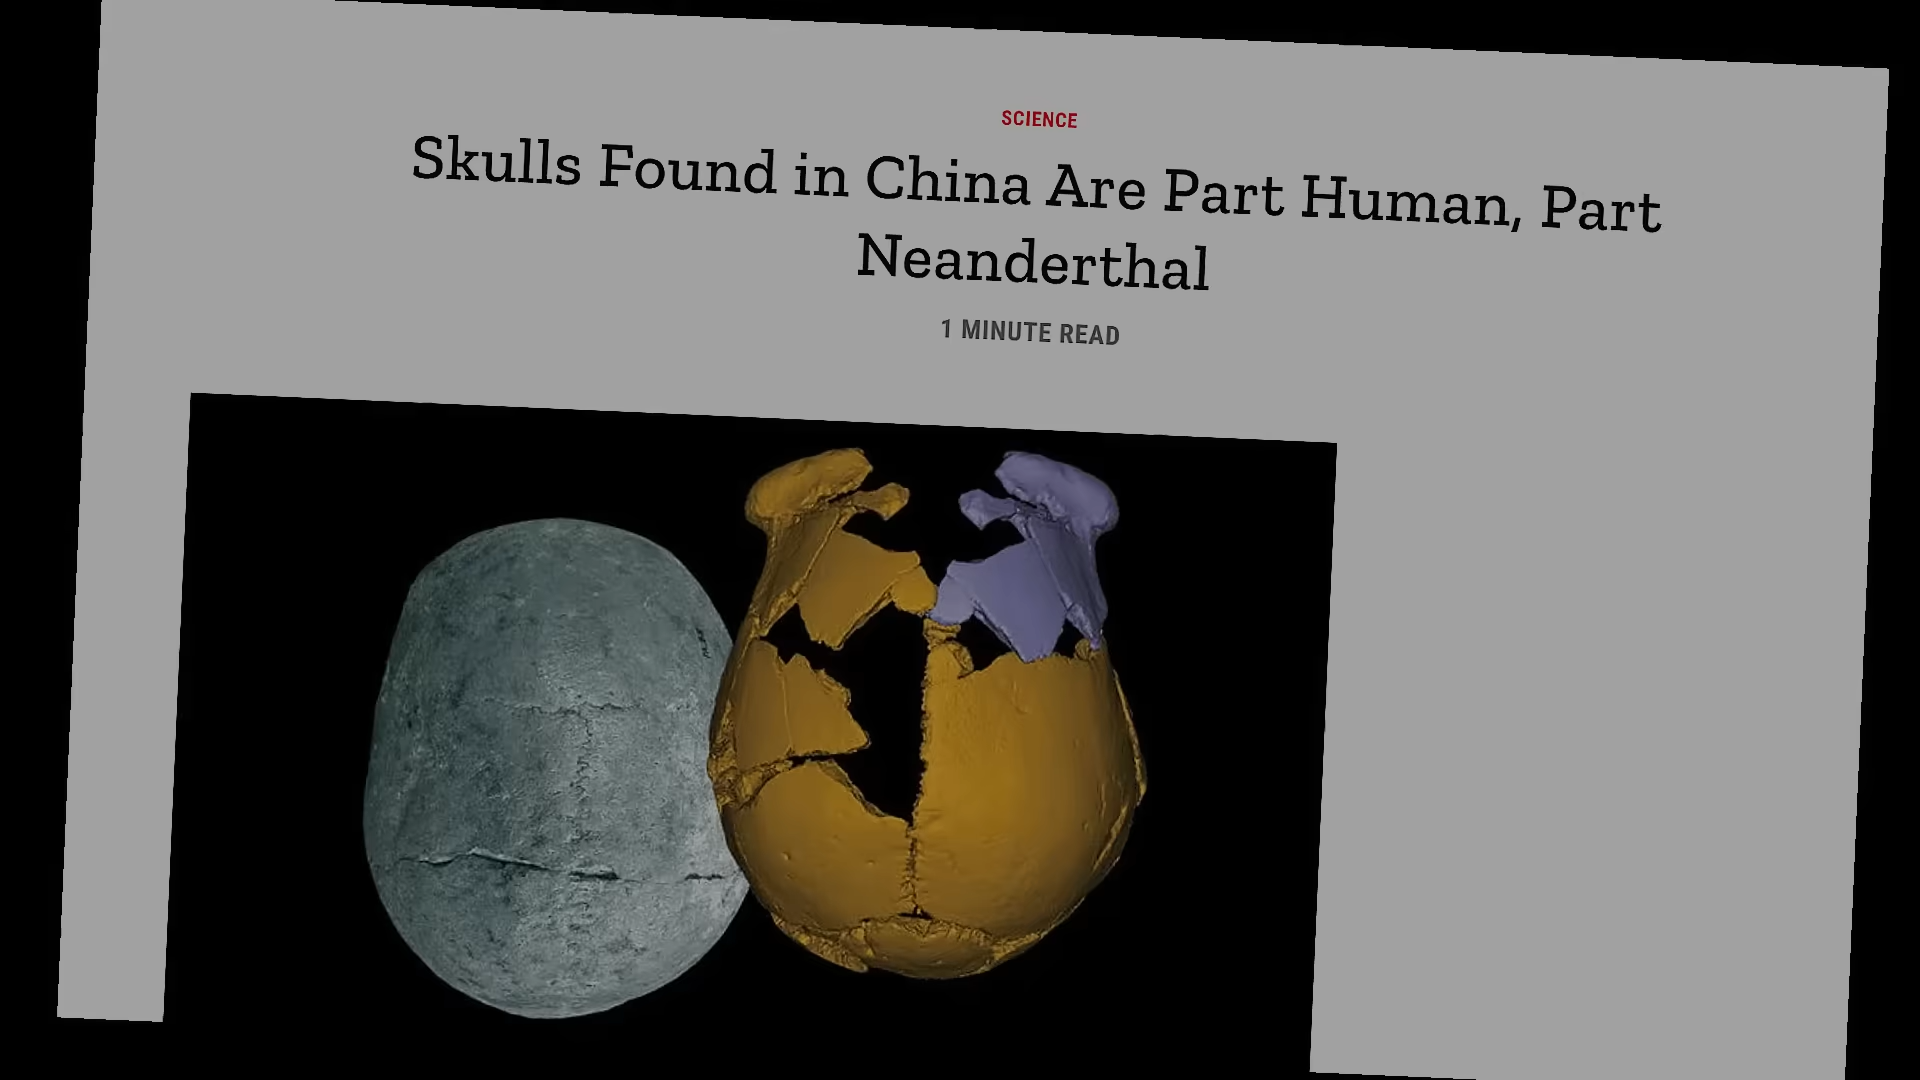 SCIENCE
Skulls Found in China Are Part Human, Part
Neanderthal
1 MINUTE READ